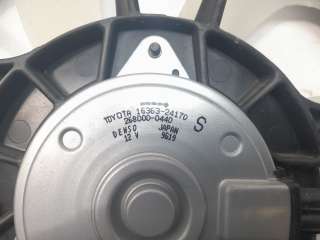 TOYOTA 16363-24170
268000-0440
DENSO JAPAN
12 V 9619
S